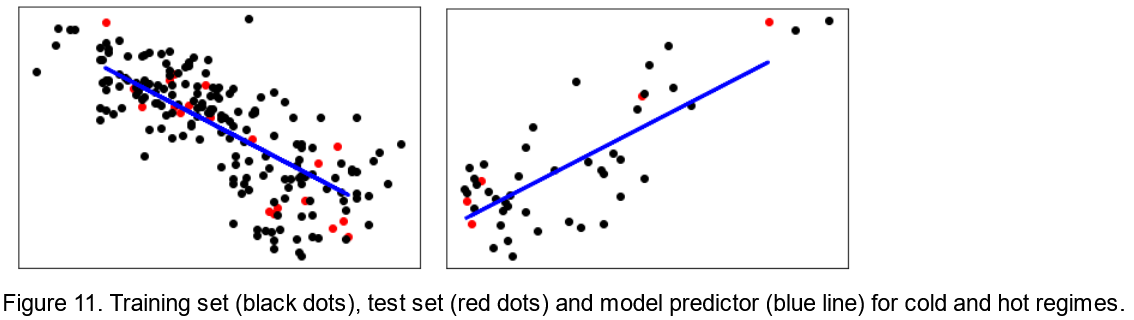 Figure 11. Training set (black dots), test set (red dots) and model predictor (blue line) for cold and hot regimes.